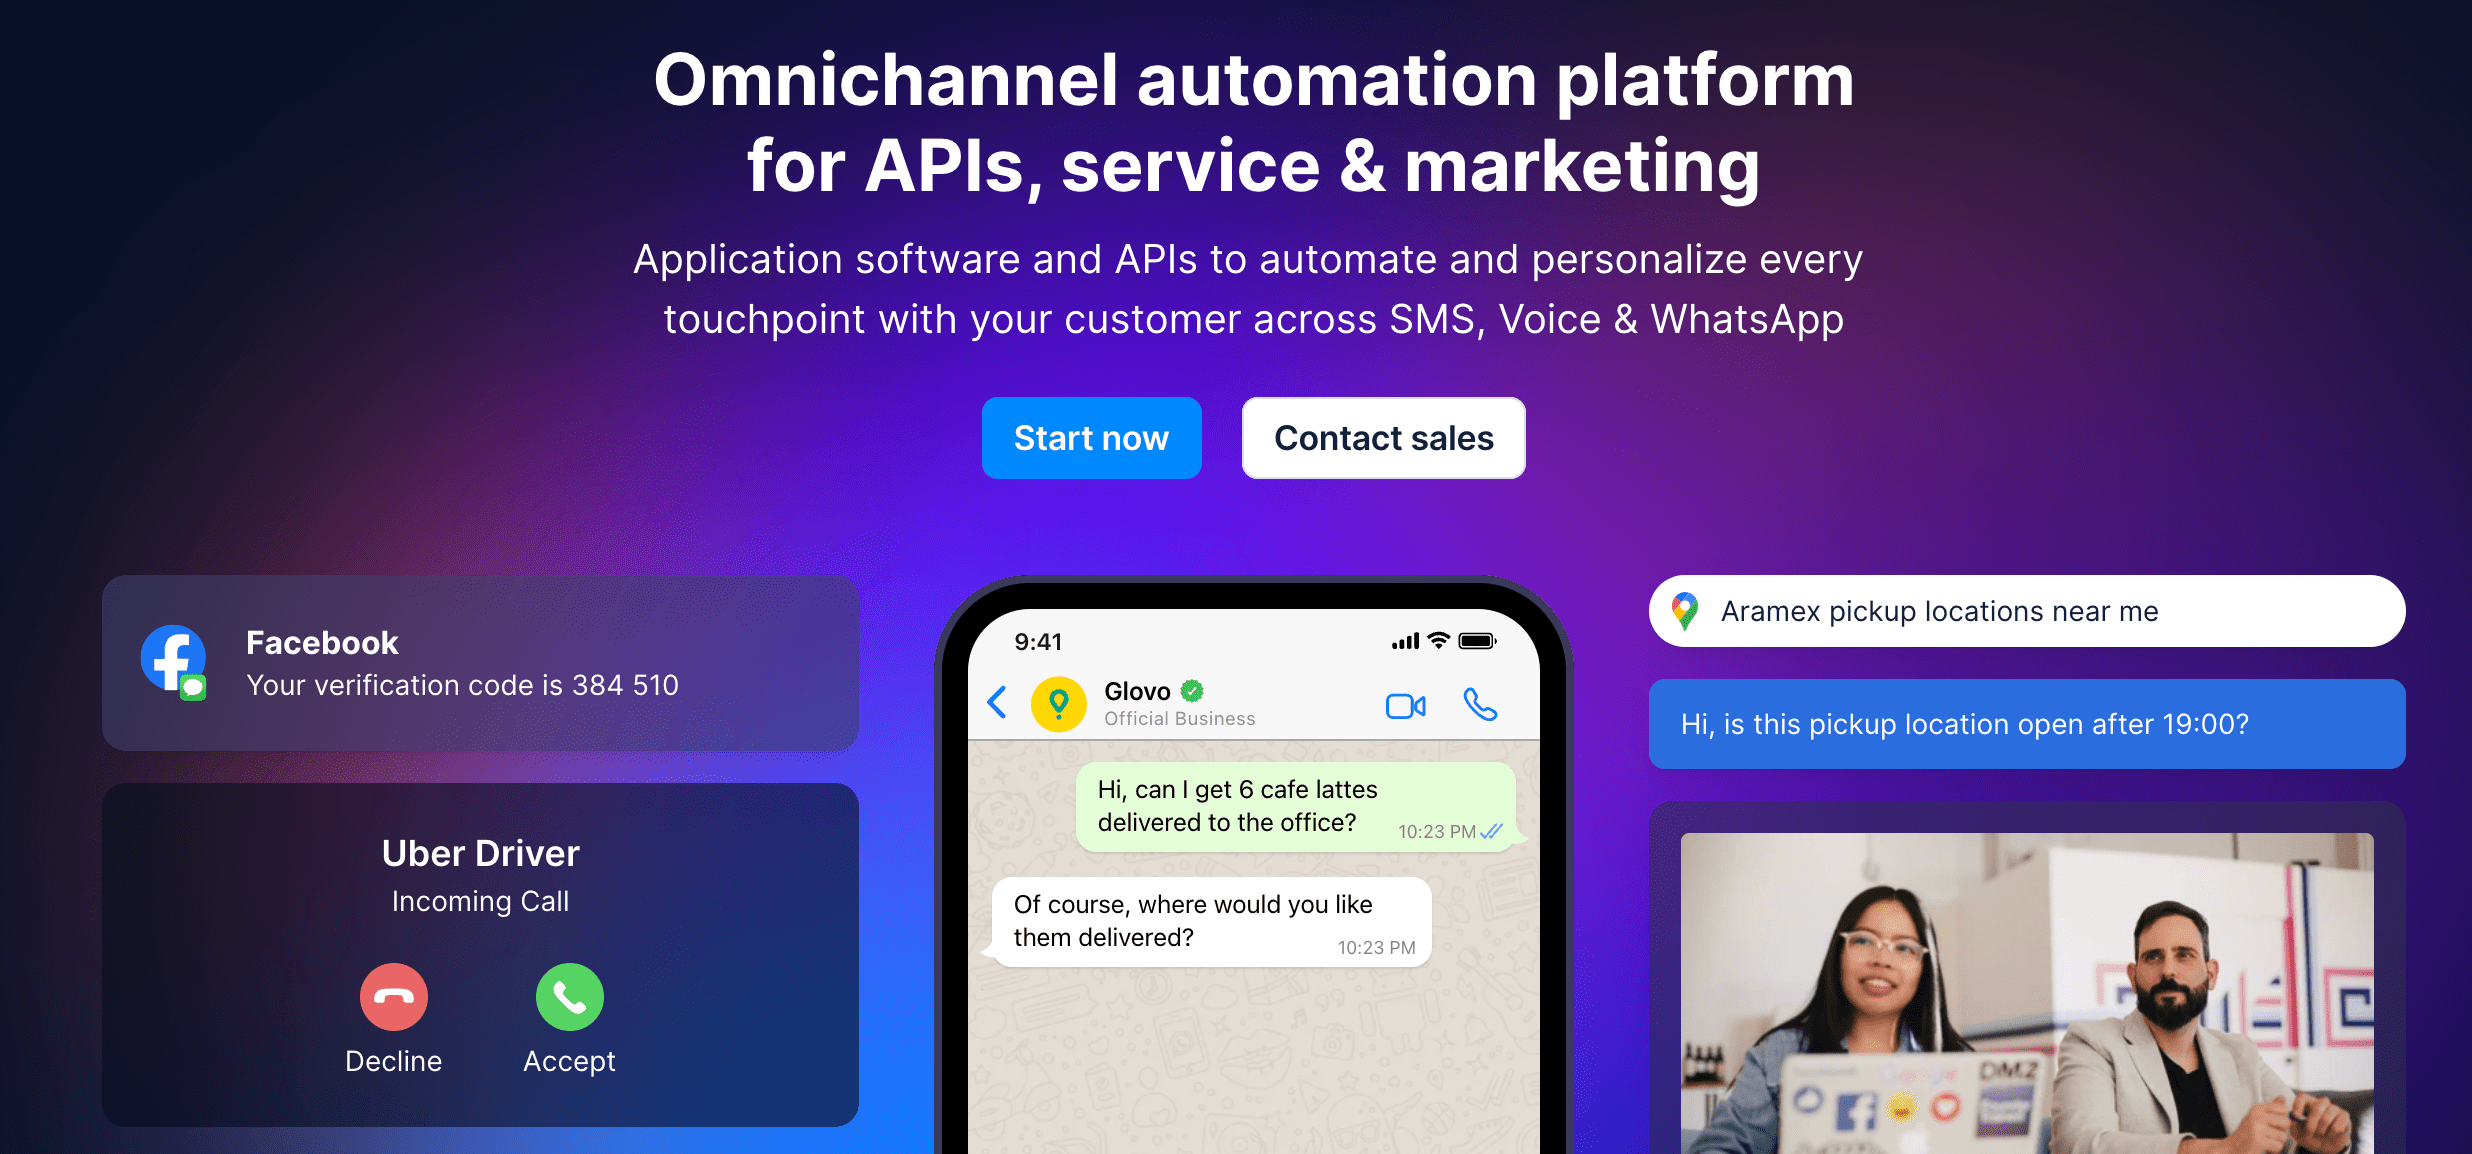 Omnichannel automation platform
for APIs, service & marketing
Application software and APIs to automate and personalize every
touchpoint with your customer across SMS, Voice & WhatsApp
Start now
Contact sales
Facebook
Your verification code is 384 510
Uber Driver
Incoming Call
Decline
Accept
9:41
Glovo
Official Business
Hi, can I get 6 cafe lattes
delivered to the office?
10:23 PM
Of course, where would you like
them delivered?
10:23 PM
Aramex pickup locations near me
Hi, is this pickup location open after 19:00?